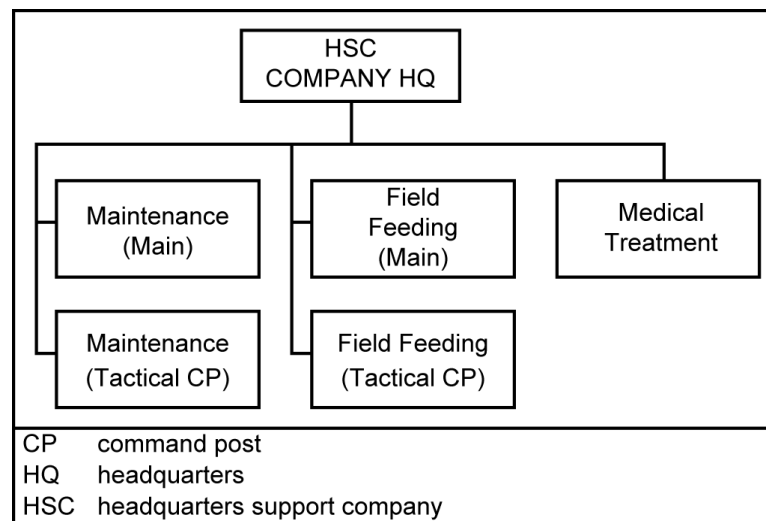 HSC
COMPANY HQ
Maintenance
(Main)
Field
Feeding
(Main)
Medical
Treatment
Maintenance
(Tactical CP)
Field Feeding
(Tactical CP)
CP command post
HQ headquarters
HSC headquarters support company